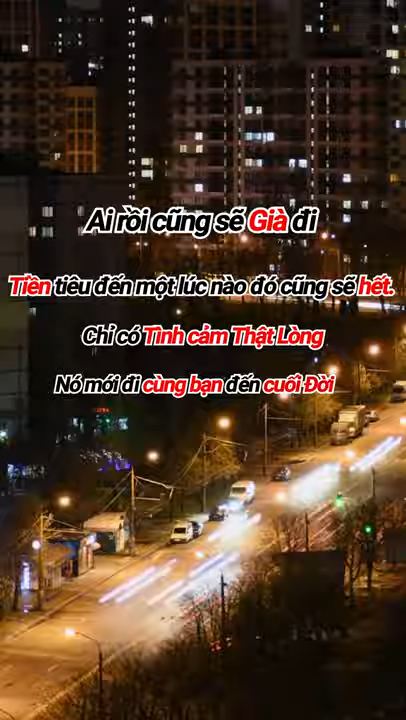 Ai rồi cũng sẽ Già đi
Tiền tiêu đến một lúc nào đó cũng sẽ hết.
Chỉ có Tình cảm Thật Lòng
Nó mới đi cùng bạn đến cuối Đời